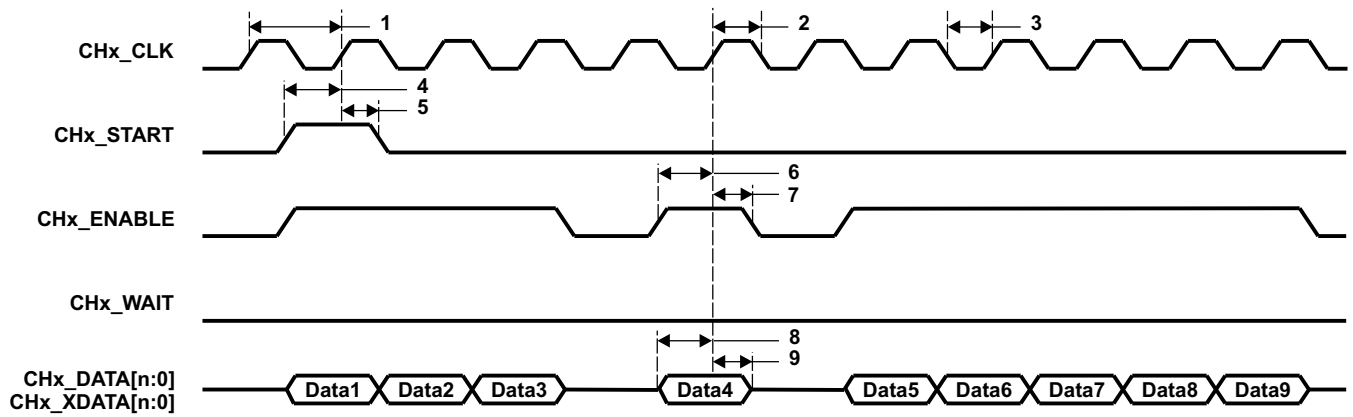 1 2 3
CHx_CLK
4
5
CHx_START
6
7
CHx_ENABLE
CHx_WAIT
8
9
CHx_DATA[n:0]
CHx_XDATA[n:0]
Data1 Data2 Data3 Data4 Data5 Data6 Data7 Data8 Data9